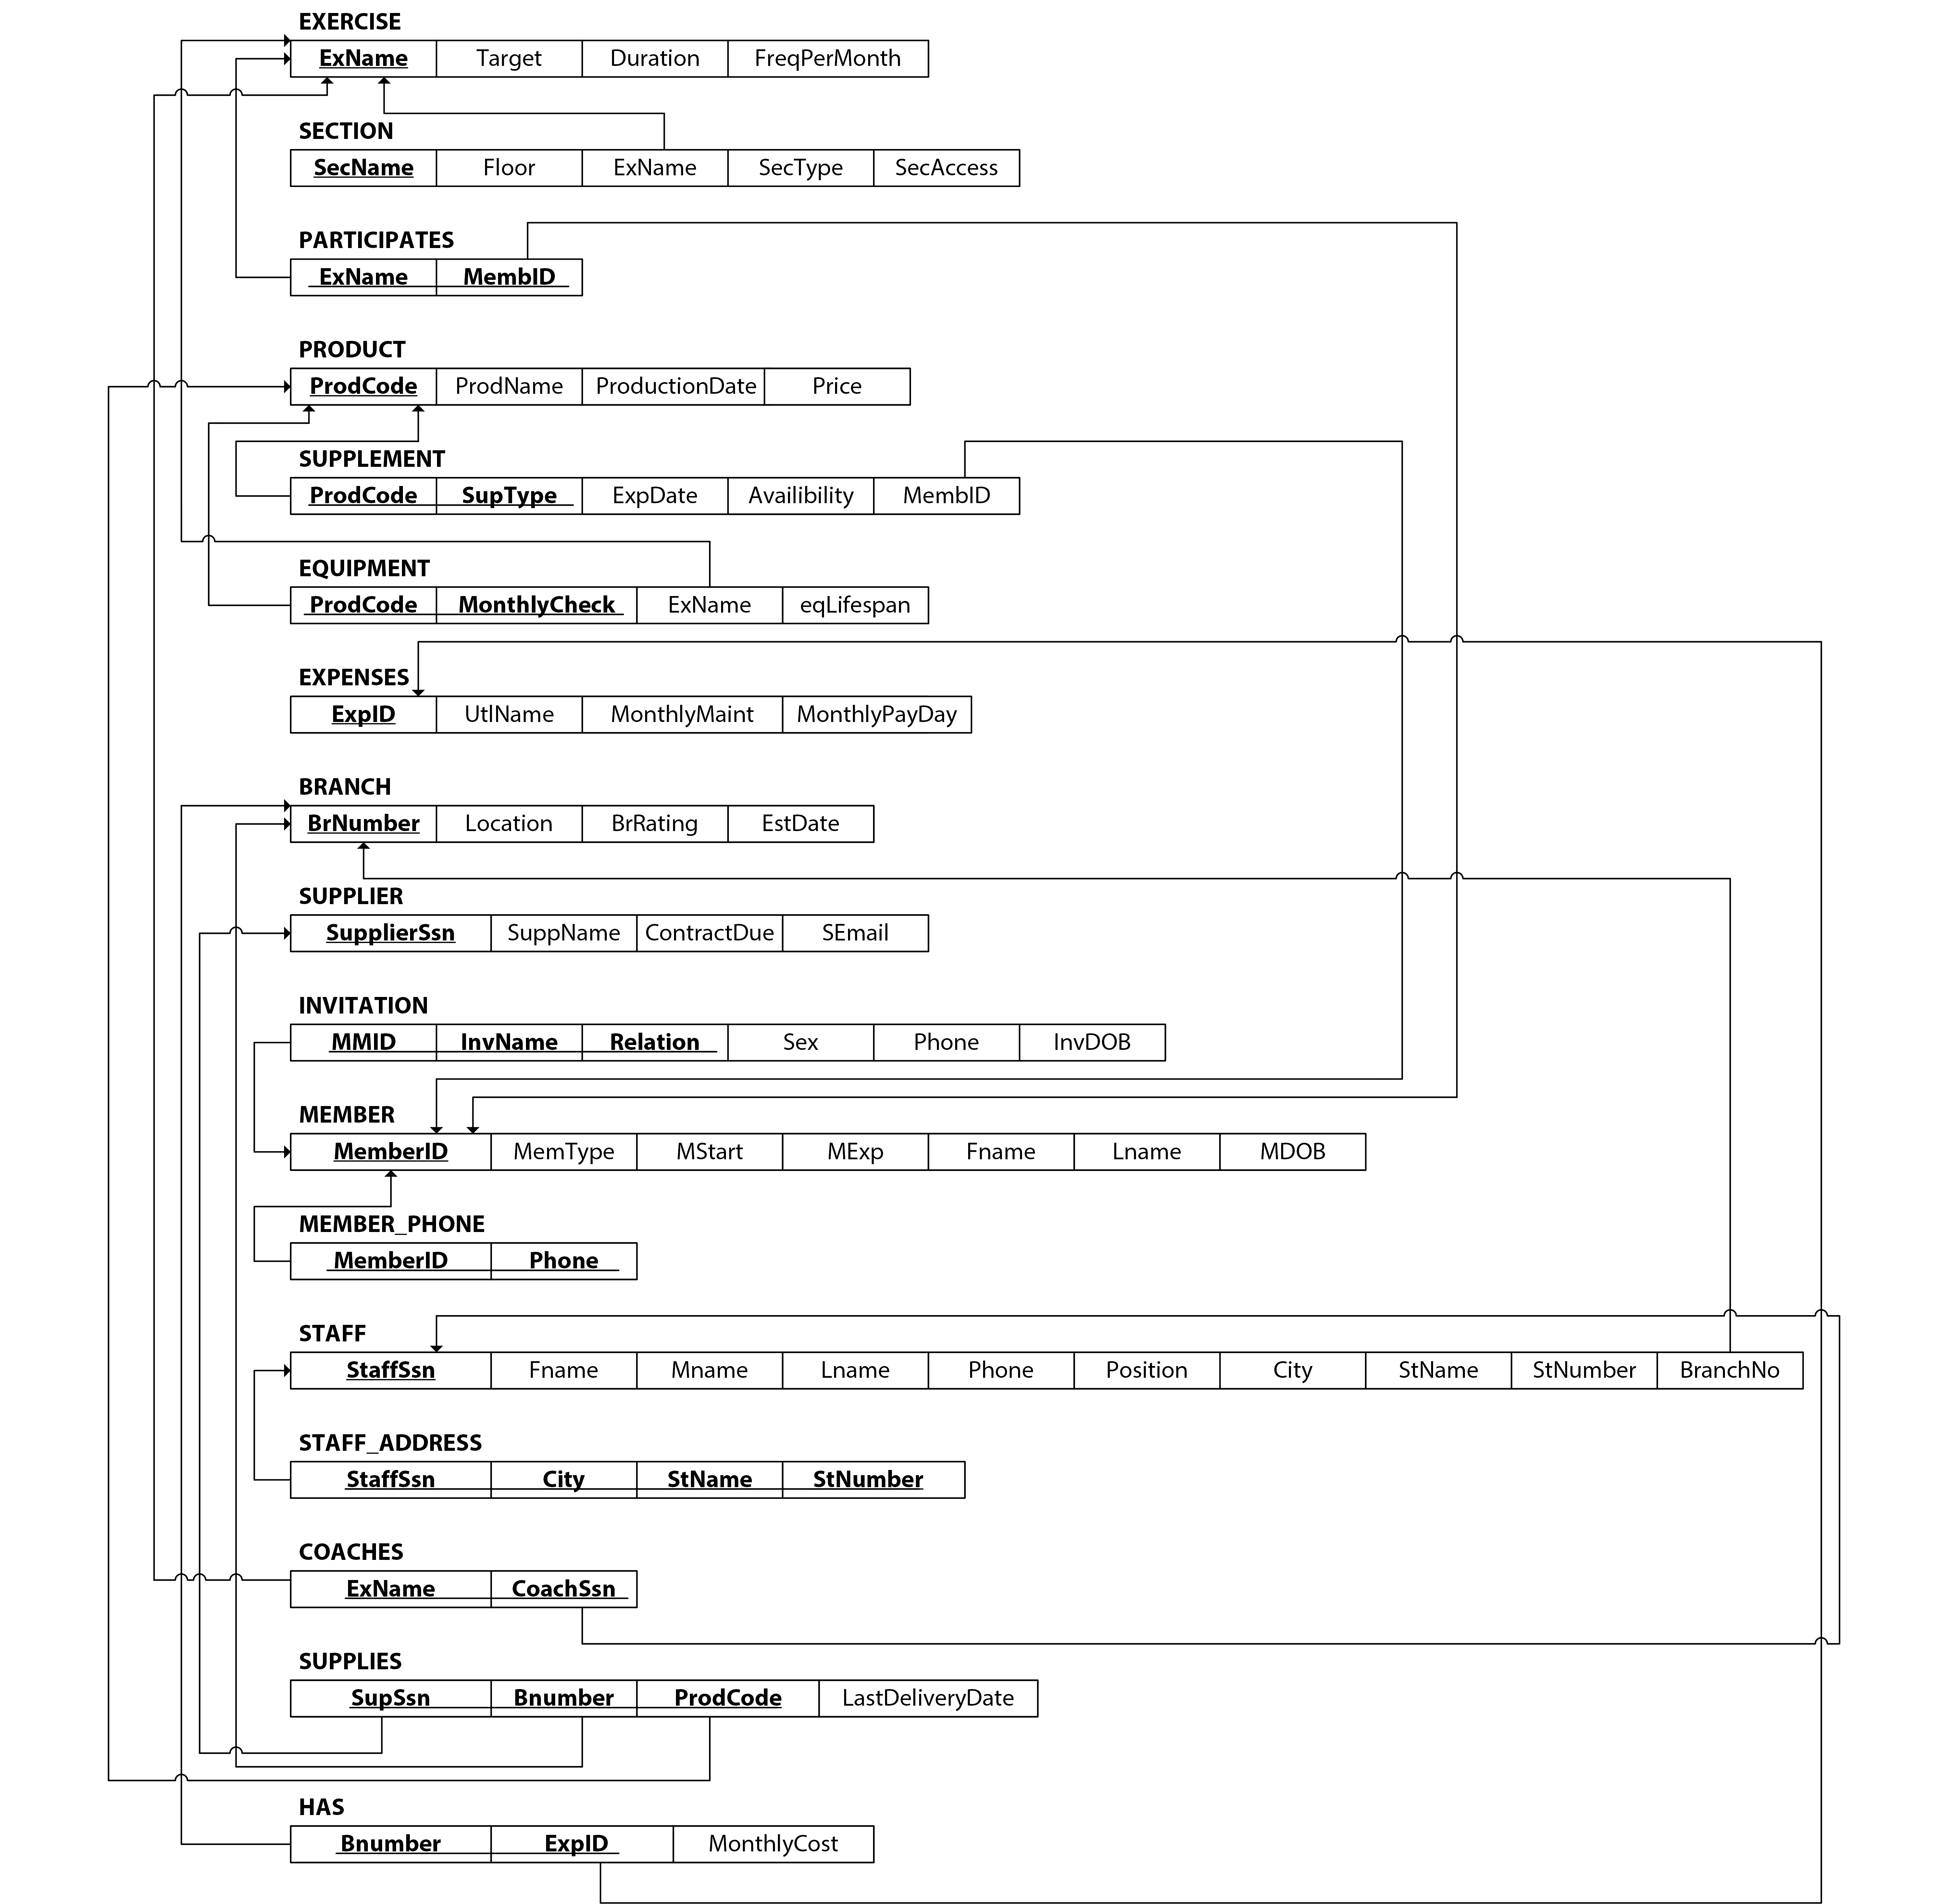 EXERCISE
ExName Target Duration FreqPerMonth
SECTION
SecName Floor ExName SecType SecAccess
PARTICIPATES
ExName MembID
PRODUCT
ProdCode ProdName ProductionDate Price
SUPPLEMENT
ProdCode SupType ExpDate Availibility MembID
EQUIPMENT
ProdCode MonthlyCheck ExName eqLifespan
EXPENSES
ExpID UtlName MonthlyMaint MonthlyPayDay
BRANCH
BrNumber Location BrRating EstDate
SUPPLIER
SupplierSsn SuppName ContractDue SEmail
INVITATION
MMID InvName Relation Sex Phone InvDOB
MEMBER
MemberID MemType MStart MExp Fname Lname MDOB
MEMBER_PHONE
MemberID Phone
STAFF
StaffSsn Fname Mname Lname Phone Position City StName StNumber BranchNo
STAFF_ADDRESS
StaffSsn City StName StNumber
COACHES
ExName CoachSsn
SUPPLIES
SupSsn Bnumber ProdCode LastDeliveryDate
HAS
Bnumber ExpID MonthlyCost